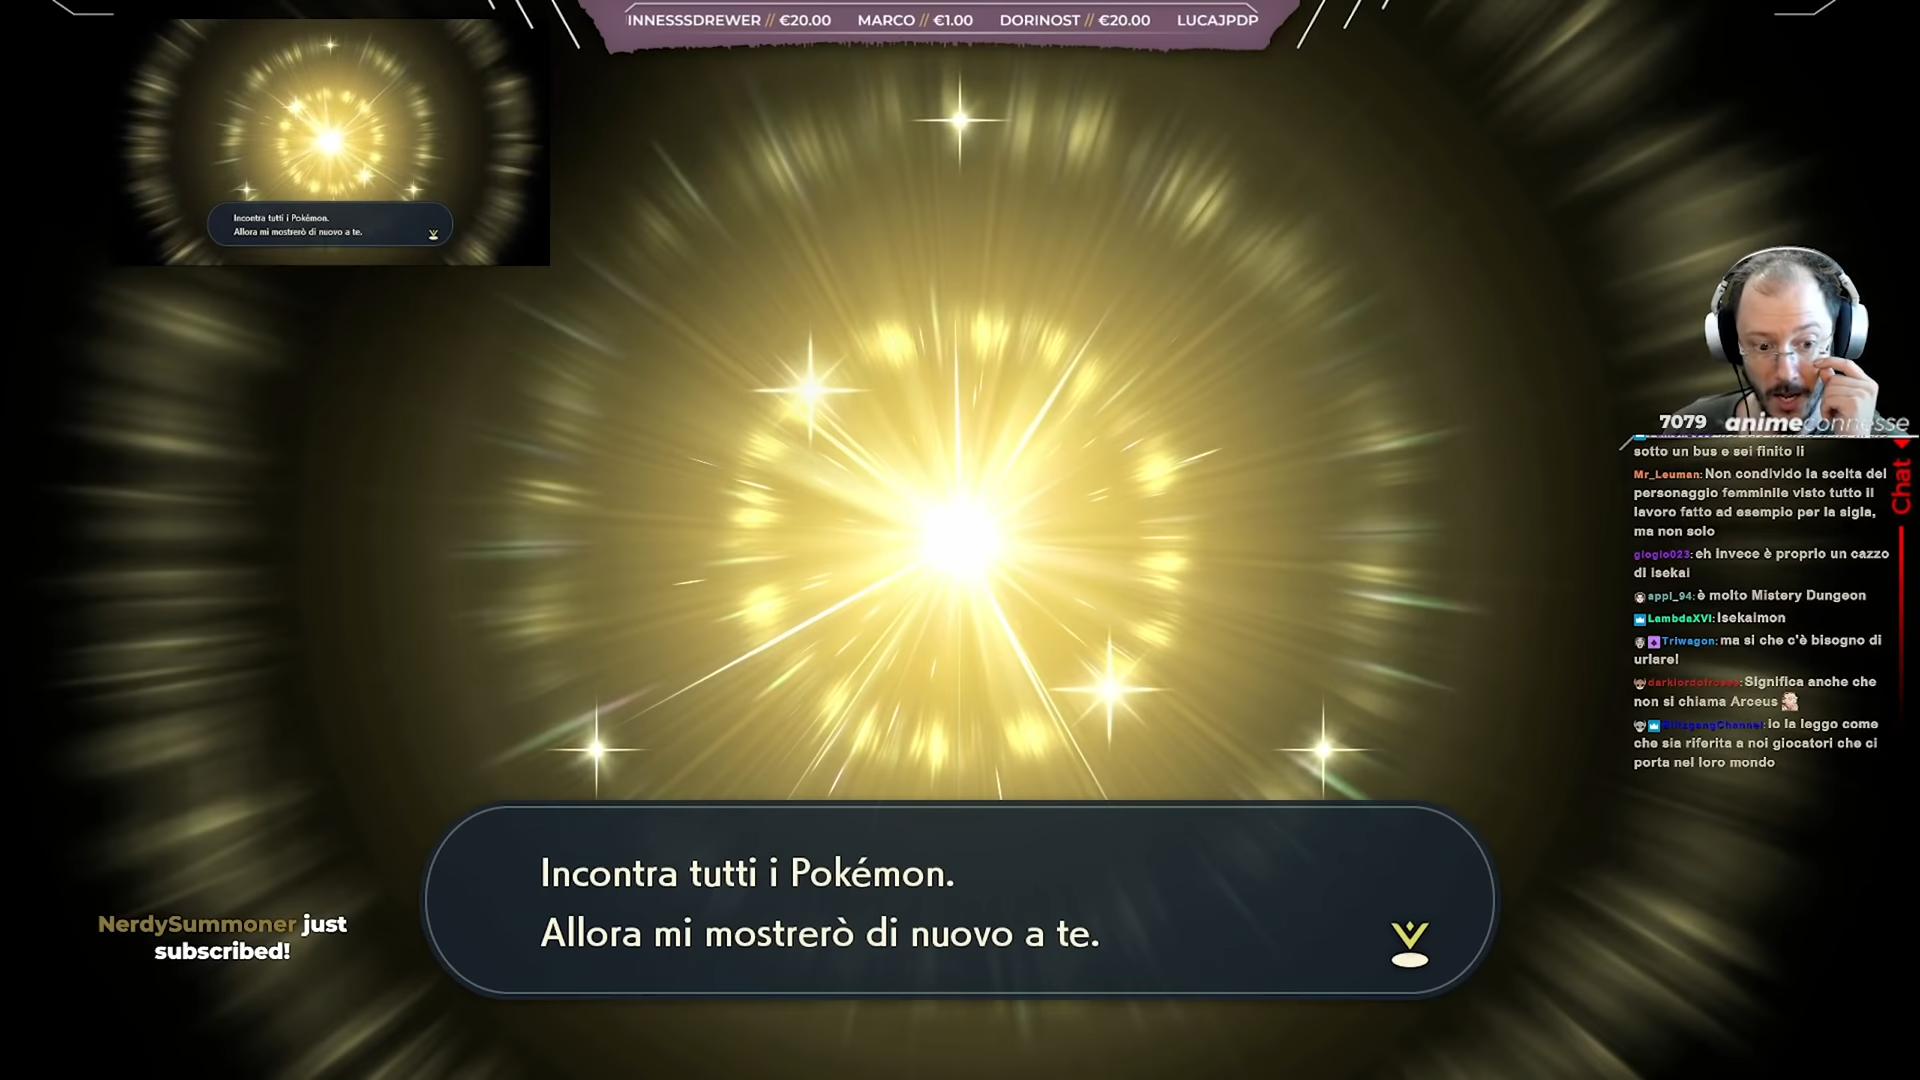 INNESSSDREWER // €20.00 MARCO // €1.00 DORINOST // €20.00 LUCAJPDP
Incontra tutti i Pokémon.
Allora mi mostrerò di nuovo a te.
7079 animeconnesse
sotto un bus e sei finito lì
Mr_Leuman: Non condivido la scelta del
personaggio femminile visto tutto il
lavoro fatto ad esempio per la sigla,
ma non solo
giogio023: eh invece è proprio un cazzo
di isekai
appl_94: è molto Mistery Dungeon
LambdaXVI: Isekaimon
Triwagon: ma si che c'è bisogno di
urlare!
Significa anche che
non si chiama Arceus
io la leggo come
che sia riferita a noi giocatori che ci
porta nel loro mondo
Chat
Incontra tutti i Pokémon.
Allora mi mostrerò di nuovo a te.
NerdySummoner just
subscribed!